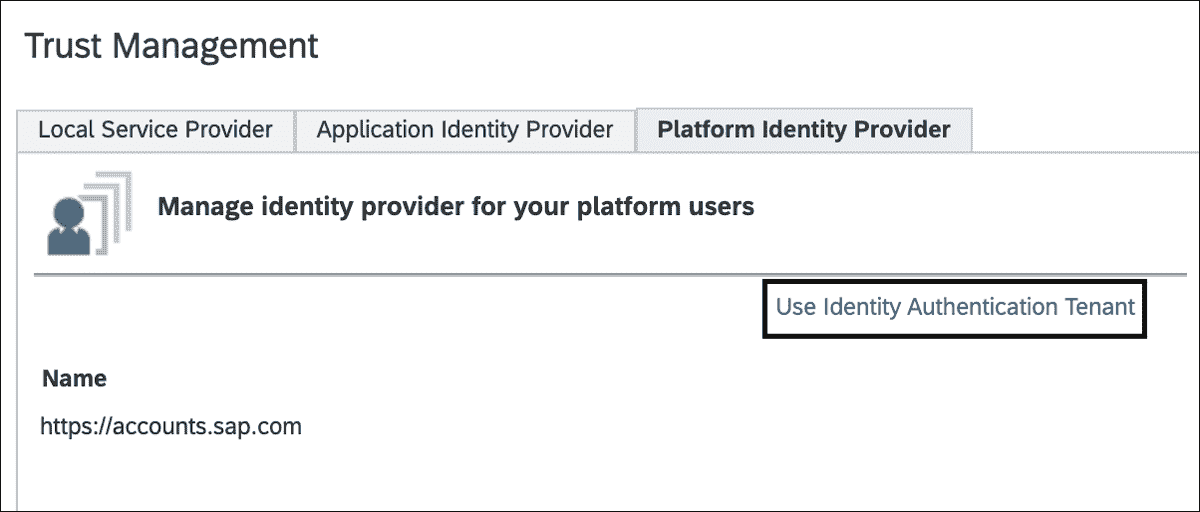 Trust Management
Local Service Provider
Application Identity Provider
Platform Identity Provider
Manage identity provider for your platform users
Use Identity Authentication Tenant
Name
https://accounts.sap.com